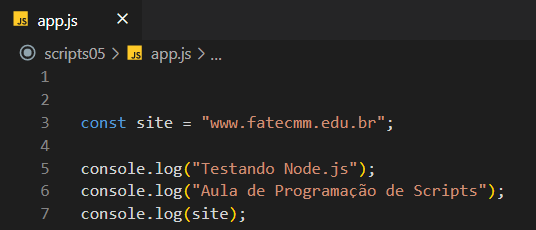 JS app.js ×
scripts05 > JS app.js > ...
1
2
3 const site = "www.fatecmm.edu.br";
4
5 console.log("Testando Node.js");
6 console.log("Aula de Programação de Scripts");
7 console.log(site);